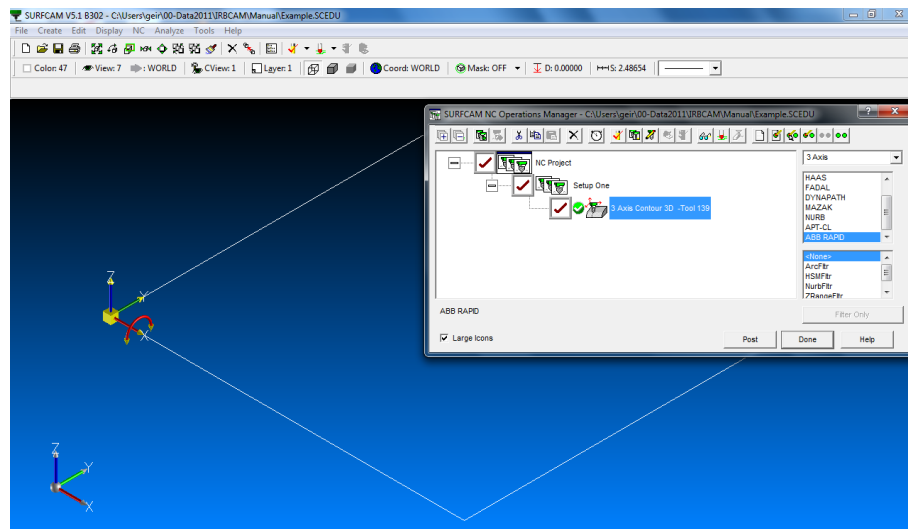 SURFCAM V5.1 B302 - C:\Users\geir\00-Data2011\IRBCAM\Manual\Example.SCEDU
File Create Edit Display NC Analyze Tools Help
Color: 47 View: 7 : WORLD CView: 1 Layer: 1 Coord: WORLD Mask: OFF D: 0.00000 S: 2.48654
SURFCAM NC Operations Manager - C:\Users\geir\00-Data2011\IRBCAM\Manual\Example.SCEDU
NC Project
Setup One
3 Axis Contour 3D -Tool 139
3 Axis
HAAS
FADAL
DYNAPATH
MAZAK
NURB
APT-CL
ABB RAPID
<None>
ArcFltr
HSMFltr
NurbFltr
ZRangeFltr
ABB RAPID
Filter Only
Large Icons
Post Done Help
Z
Y
X
Z
Y
X